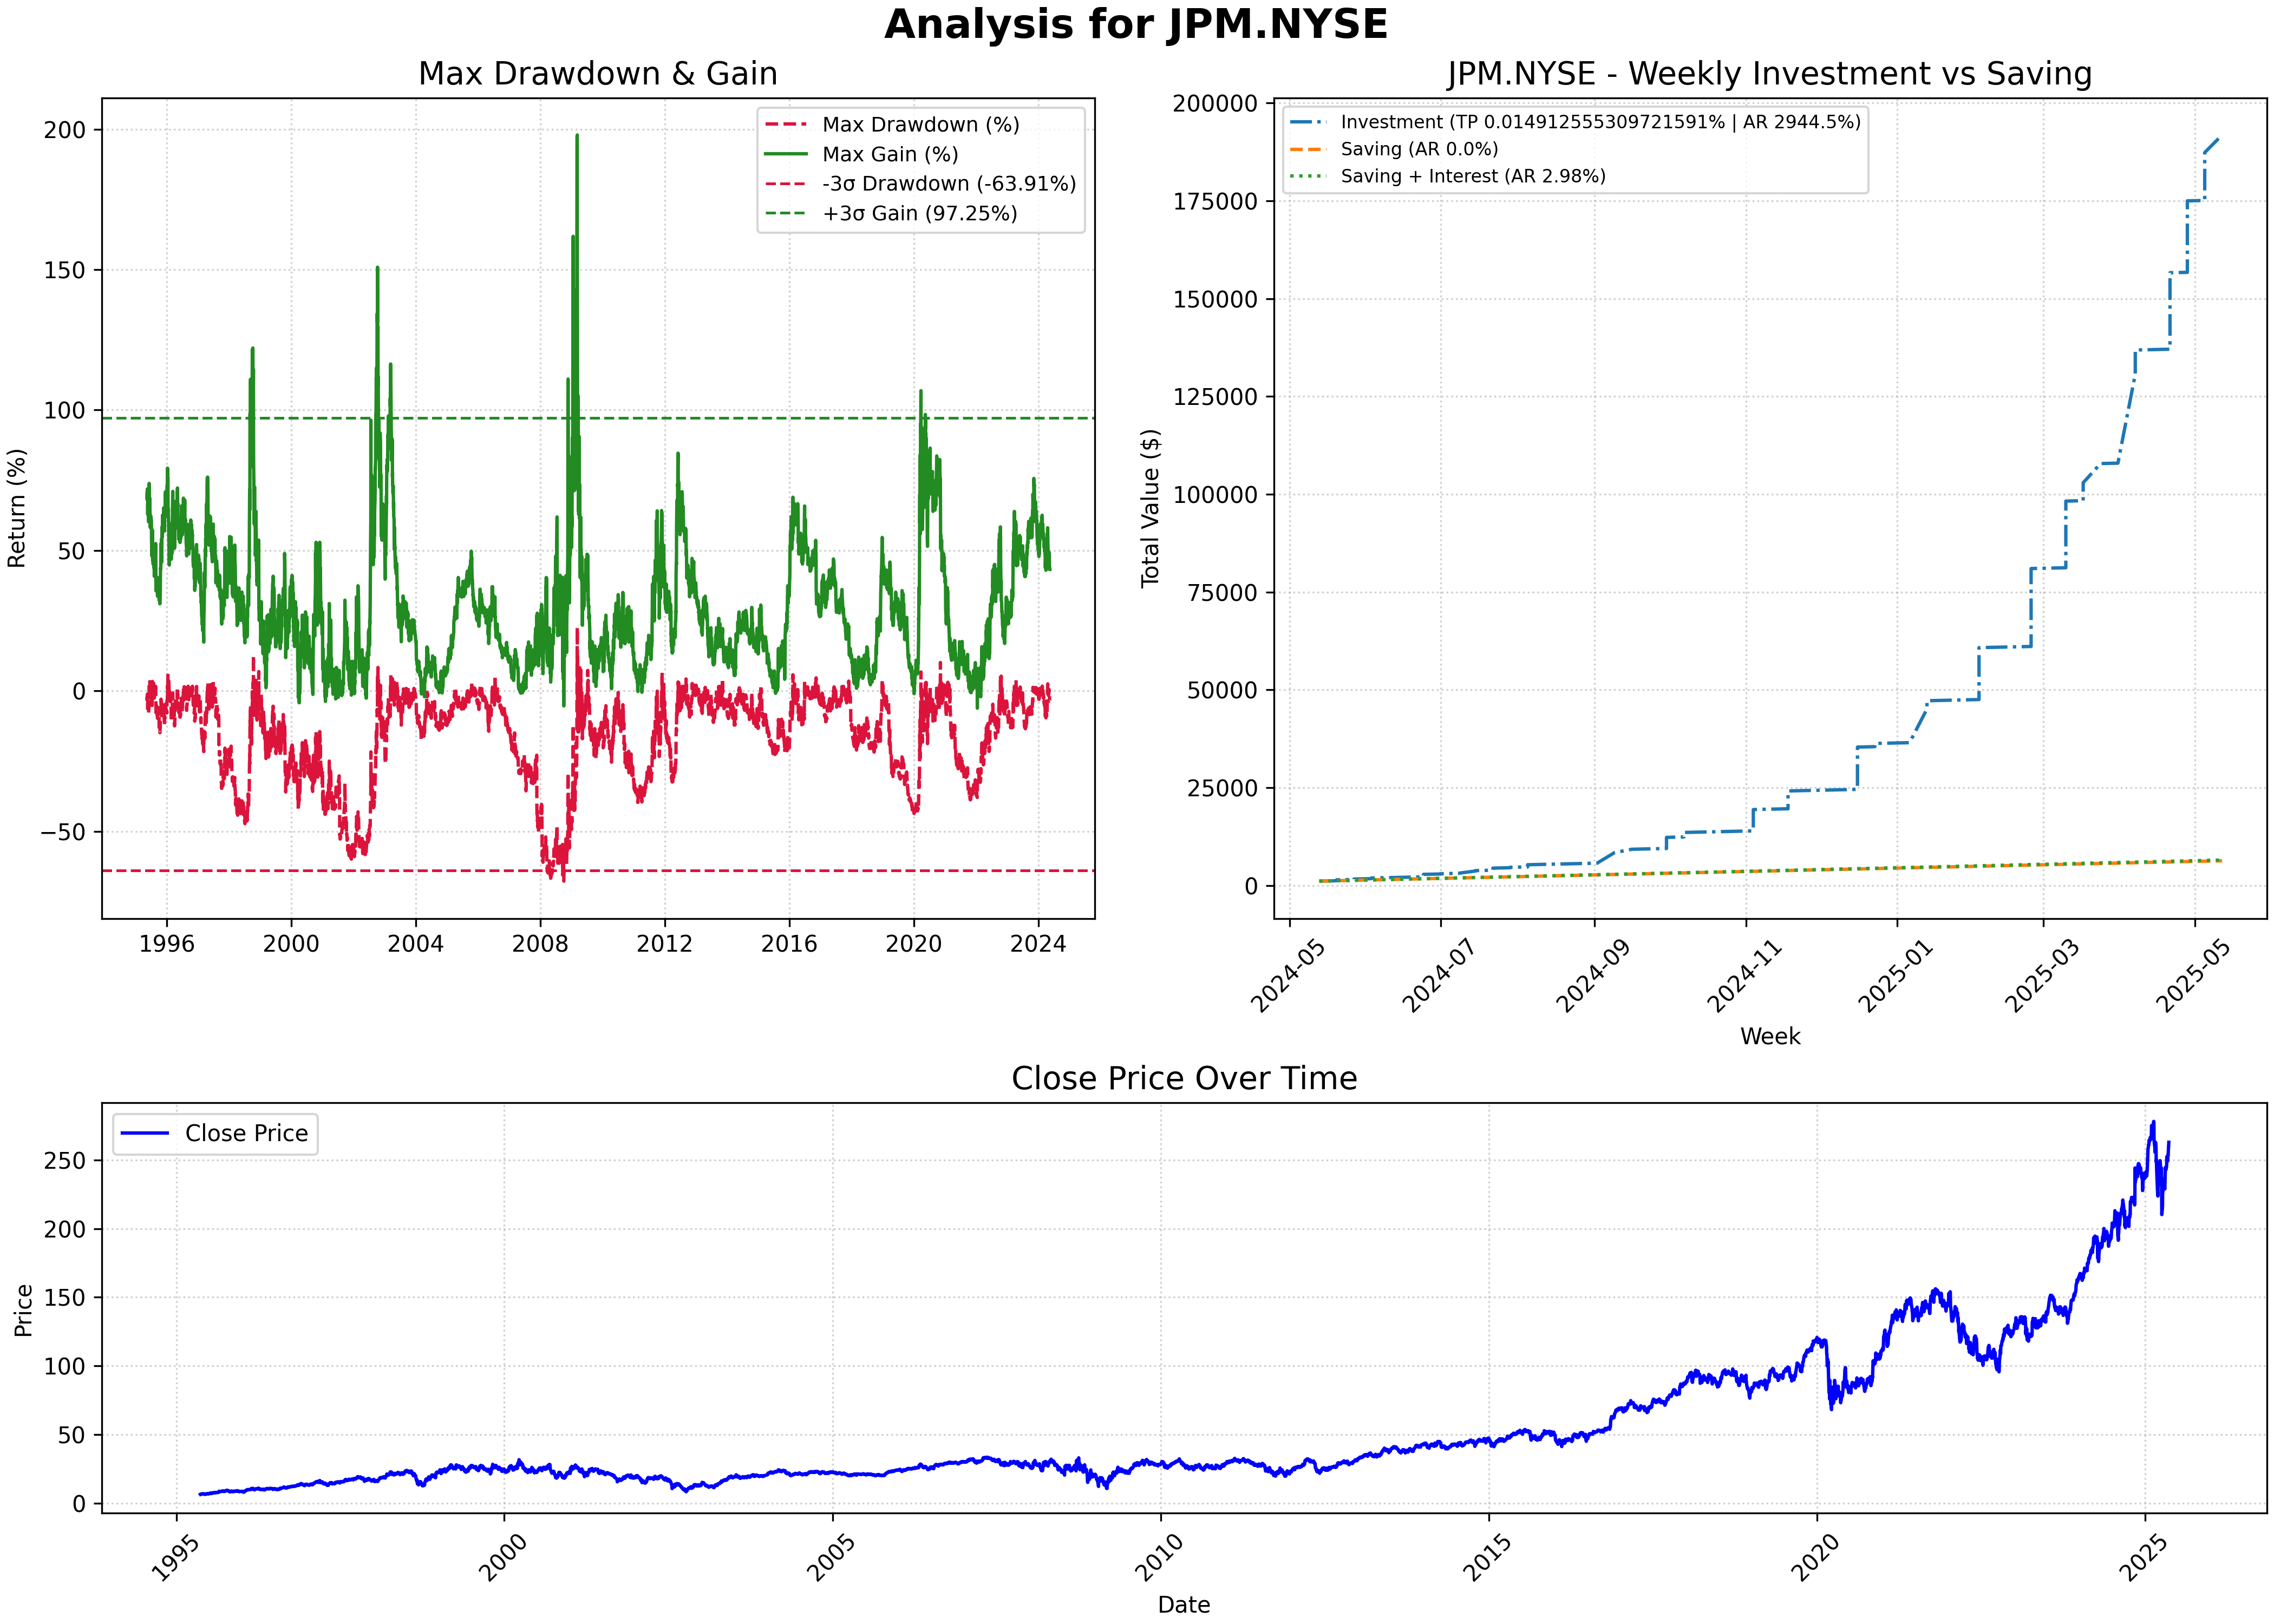 Analysis for JPM.NYSE
Max Drawdown & Gain
Return (%)
200
150
100
50
0
−50
1996
2000
2004
2008
2012
2016
2020
2024
Max Drawdown (%)
Max Gain (%)
-3σ Drawdown (-63.91%)
+3σ Gain (97.25%)
JPM.NYSE - Weekly Investment vs Saving
Total Value ($)
200000
175000
150000
125000
100000
75000
50000
25000
0
Investment (TP 0.014912555309721591% | AR 2944.5%)
Saving (AR 0.0%)
Saving + Interest (AR 2.98%)
2024-05
2024-07
2024-09
2024-11
2025-01
2025-03
2025-05
Week
Close Price Over Time
Close Price
Price
250
200
150
100
50
0
1995
2000
2005
2010
2015
2020
2025
Date